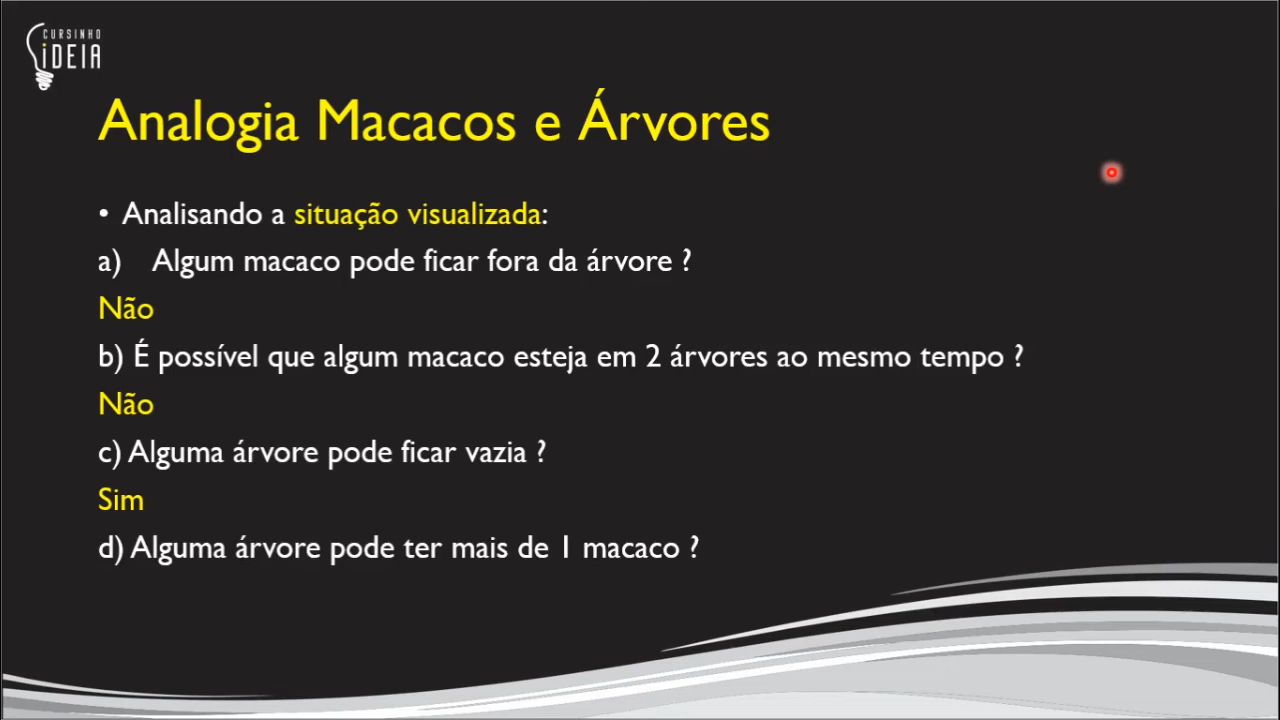 CURSINHO
iDEIA
Analogia Macacos e Árvores
• Analisando a situação visualizada:
a) Algum macaco pode ficar fora da árvore ?
Não
b) É possível que algum macaco esteja em 2 árvores ao mesmo tempo ?
Não
c) Alguma árvore pode ficar vazia ?
Sim
d) Alguma árvore pode ter mais de 1 macaco ?